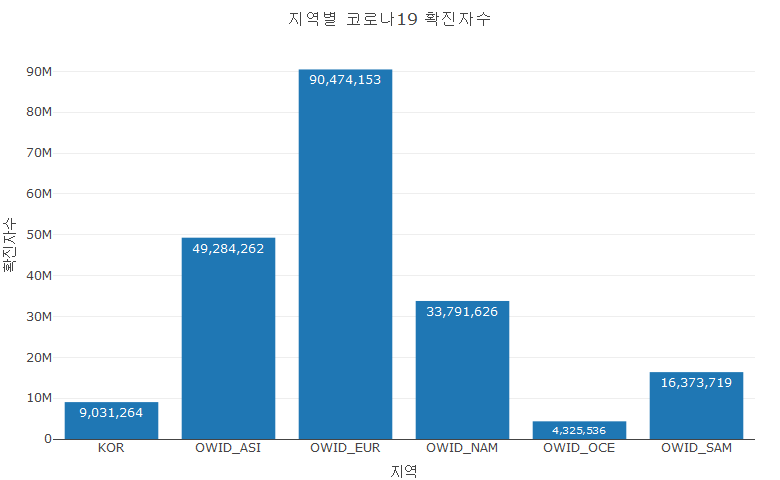 지역별 코로나19 확진자수
확진자수
90M
80M
70M
60M
50M
40M
30M
20M
10M
0
9,031,264
49,284,262
90,474,153
33,791,626
4,325,536
16,373,719
KOR
OWID_ASI
OWID_EUR
OWID_NAM
OWID_OCE
OWID_SAM
지역